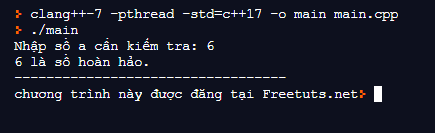 > clang++-7 -pthread -std=c++17 -o main main.cpp
> ./main
Nhập số a cần kiểm tra: 6
6 là số hoàn hảo.
----------------------------------
chương trình này được đăng tại Freetuts.net>